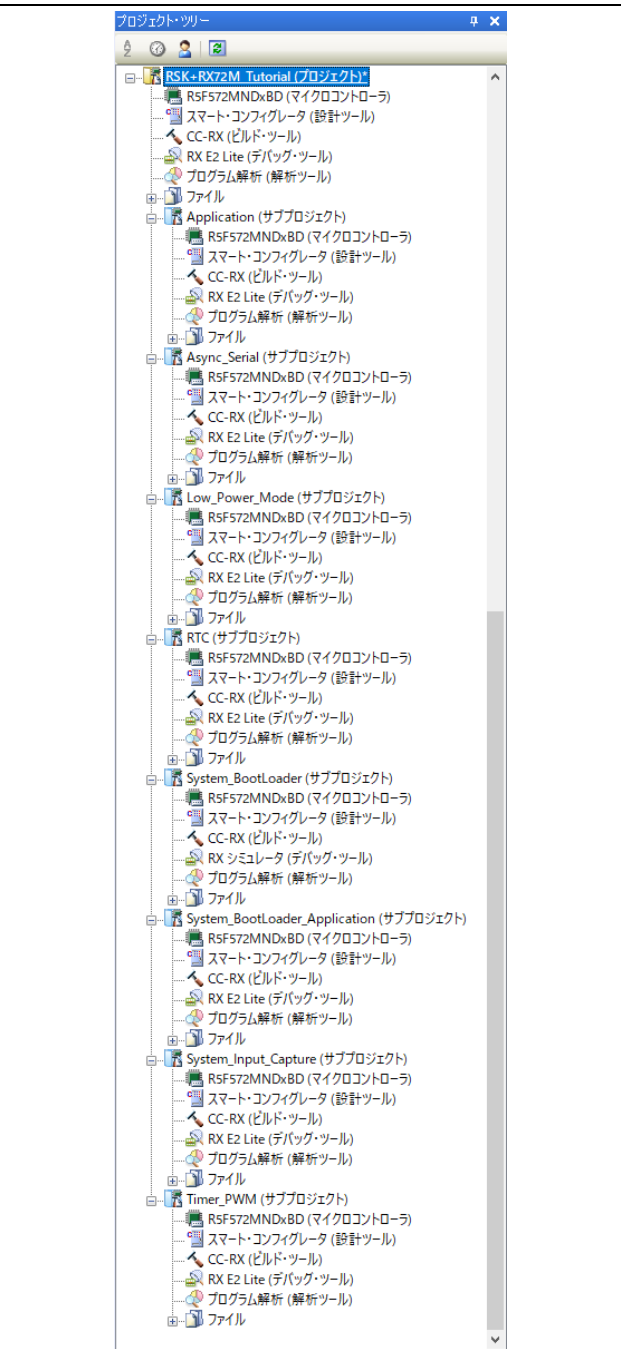 プロジェクト・ツリー
RSK+RX72M_Tutorial (プロジェクト)*
R5F572MNDxBD (マイクロコントローラ)
スマート・コンフィグレータ (設計ツール)
CC-RX (ビルド・ツール)
RX E2 Lite (デバッグ・ツール)
プログラム解析 (解析ツール)
ファイル
Application (サブプロジェクト)
R5F572MNDxBD (マイクロコントローラ)
スマート・コンフィグレータ (設計ツール)
CC-RX (ビルド・ツール)
RX E2 Lite (デバッグ・ツール)
プログラム解析 (解析ツール)
ファイル
Async_Serial (サブプロジェクト)
R5F572MNDxBD (マイクロコントローラ)
スマート・コンフィグレータ (設計ツール)
CC-RX (ビルド・ツール)
RX E2 Lite (デバッグ・ツール)
プログラム解析 (解析ツール)
ファイル
Low_Power_Mode (サブプロジェクト)
R5F572MNDxBD (マイクロコントローラ)
スマート・コンフィグレータ (設計ツール)
CC-RX (ビルド・ツール)
RX E2 Lite (デバッグ・ツール)
プログラム解析 (解析ツール)
ファイル
RTC (サブプロジェクト)
R5F572MNDxBD (マイクロコントローラ)
スマート・コンフィグレータ (設計ツール)
CC-RX (ビルド・ツール)
RX E2 Lite (デバッグ・ツール)
プログラム解析 (解析ツール)
ファイル
System_BootLoader (サブプロジェクト)
R5F572MNDxBD (マイクロコントローラ)
スマート・コンフィグレータ (設計ツール)
CC-RX (ビルド・ツール)
RX シミュレータ (デバッグ・ツール)
プログラム解析 (解析ツール)
ファイル
System_BootLoader_Application (サブプロジェクト)
R5F572MNDxBD (マイクロコントローラ)
スマート・コンフィグレータ (設計ツール)
CC-RX (ビルド・ツール)
RX E2 Lite (デバッグ・ツール)
プログラム解析 (解析ツール)
ファイル
System_Input_Capture (サブプロジェクト)
R5F572MNDxBD (マイクロコントローラ)
スマート・コンフィグレータ (設計ツール)
CC-RX (ビルド・ツール)
RX E2 Lite (デバッグ・ツール)
プログラム解析 (解析ツール)
ファイル
Timer_PWM (サブプロジェクト)
R5F572MNDxBD (マイクロコントローラ)
スマート・コンフィグレータ (設計ツール)
CC-RX (ビルド・ツール)
RX E2 Lite (デバッグ・ツール)
プログラム解析 (解析ツール)
ファイル